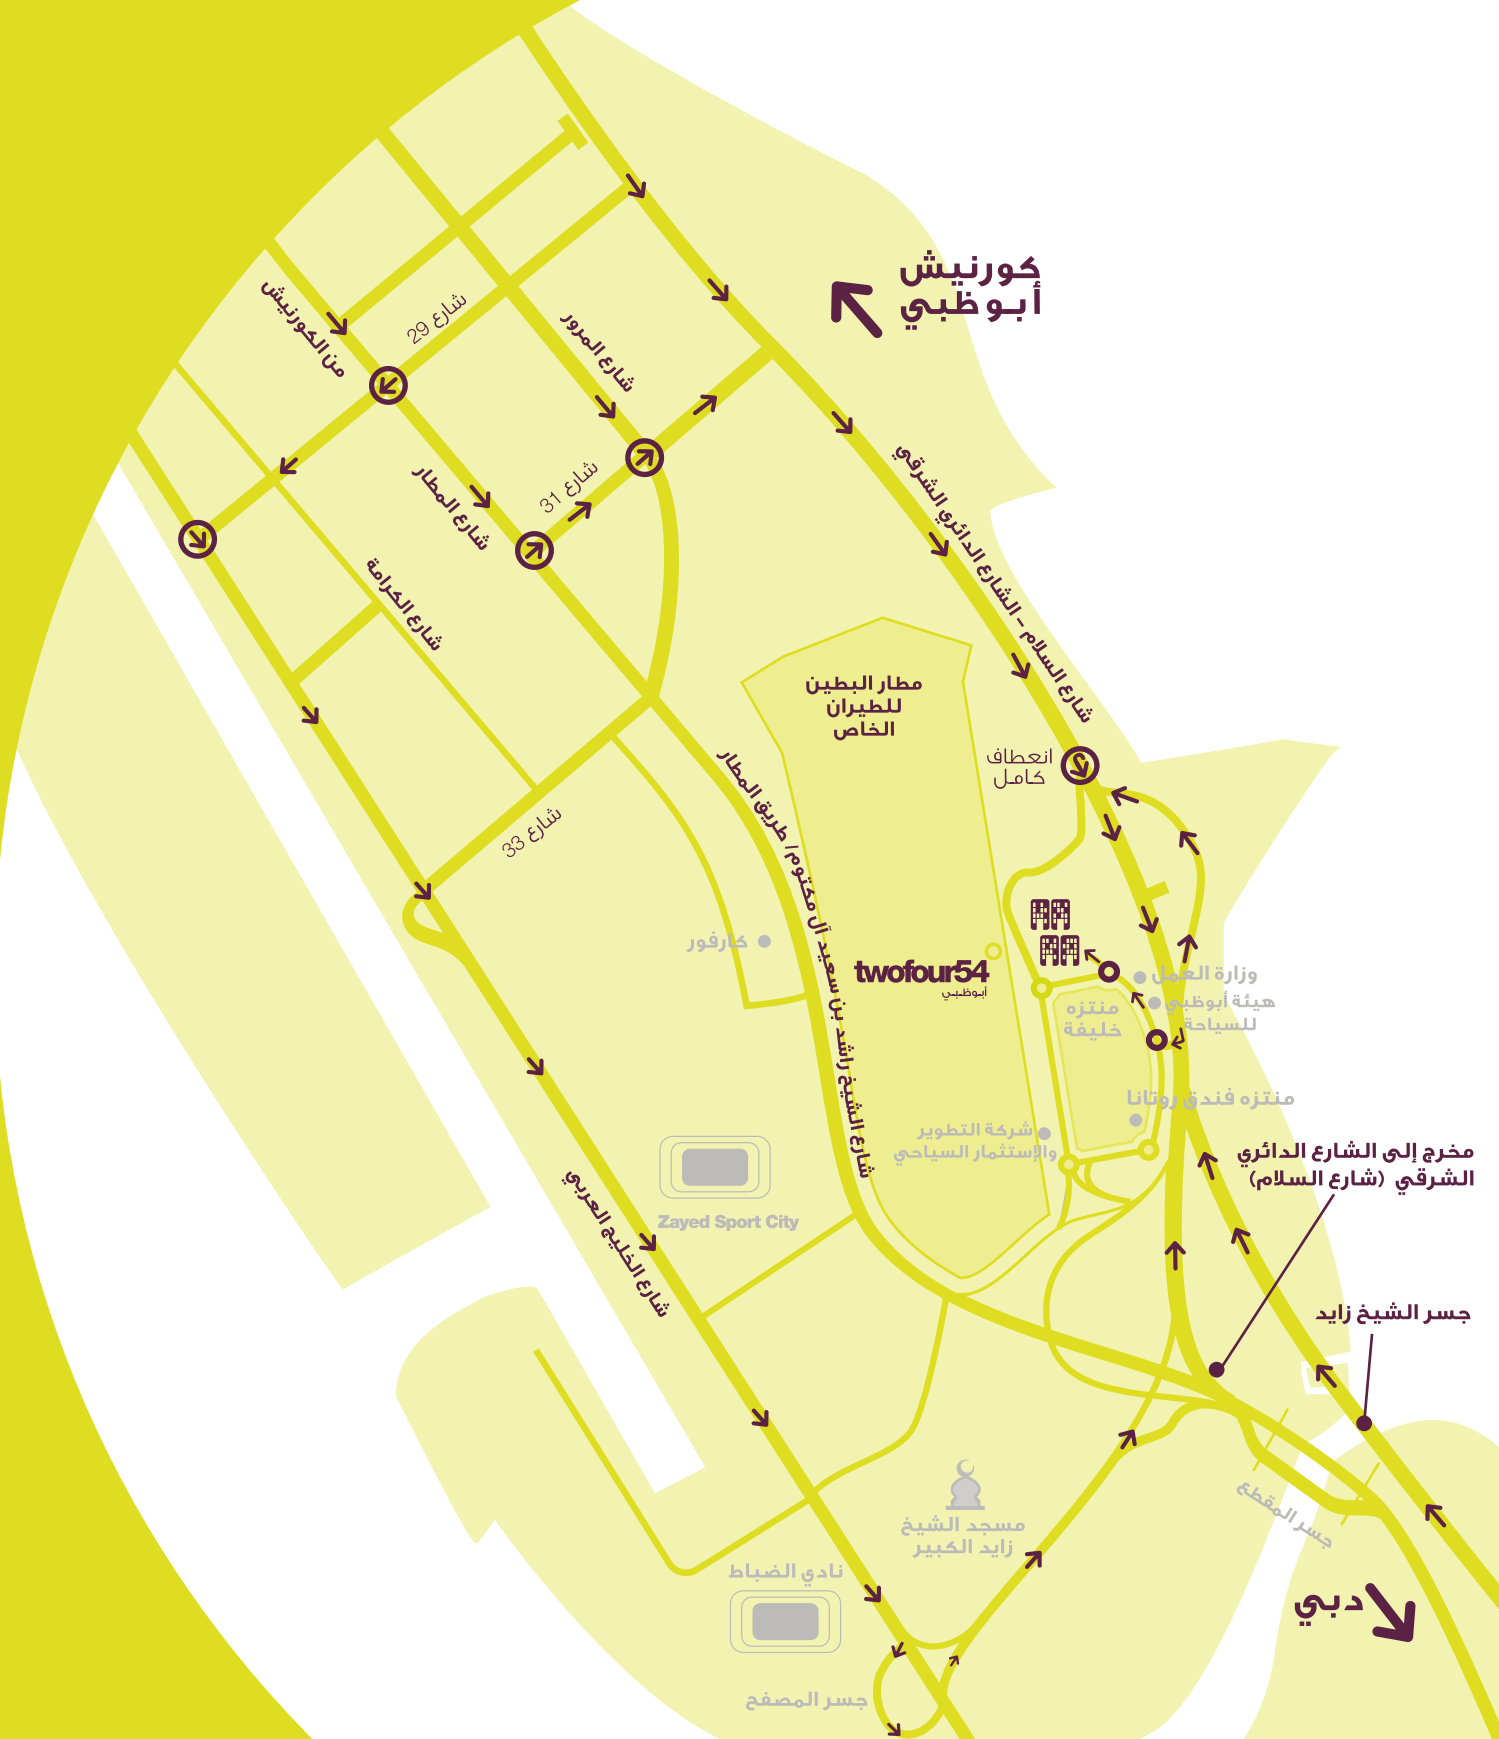 كورنيش
أبوظبي
من الكورنيش
شارع 29
شارع المرور
شارع 31
شارع المطار
شارع الكرامة
شارع السلام - الشارع الدائري الشرقي
مطار البطين
للطيران
الخاص
انعطاف
كامل
شارع 33
شارع الشيخ راشد بن سعيد آل مكتوم/ طريق المطار
كارفور
twofour54
أبوظبي
وزارة العمل
هيئة أبوظبي
للسياحة
منتزه
خليفة
منتزه فندق روتانا
شركة التطوير
والإستثمار السياحي
مخرج إلى الشارع الدائري
الشرقي (شارع السلام)
Zayed Sport City
شارع الخليج العربي
جسر الشيخ زايد
جسر المقطع
مسجد الشيخ
زايد الكبير
نادي الضباط
دبي
جسر المصفح